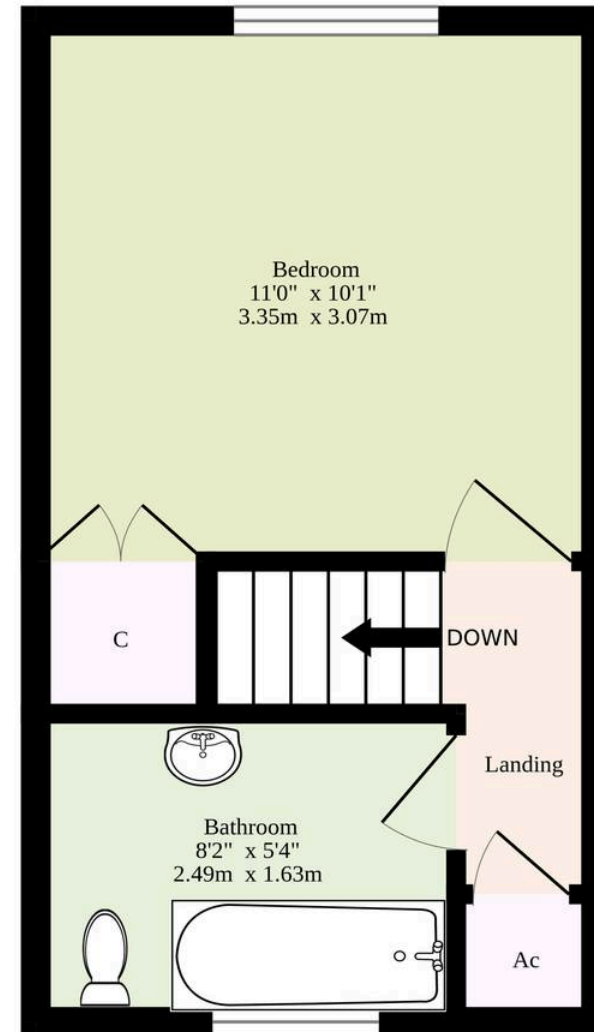 Bedroom
11'0" x 10'1"
3.35m x 3.07m
C
DOWN
Landing
Bathroom
8'2" x 5'4"
2.49m x 1.63m
Ac